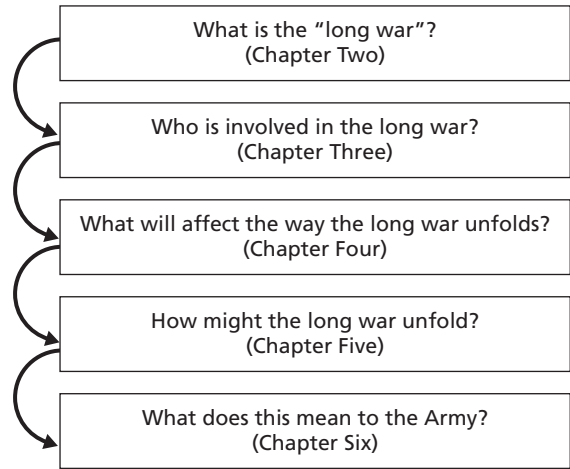 What is the “long war”?
(Chapter Two)
Who is involved in the long war?
(Chapter Three)
What will affect the way the long war unfolds?
(Chapter Four)
How might the long war unfold?
(Chapter Five)
What does this mean to the Army?
(Chapter Six)